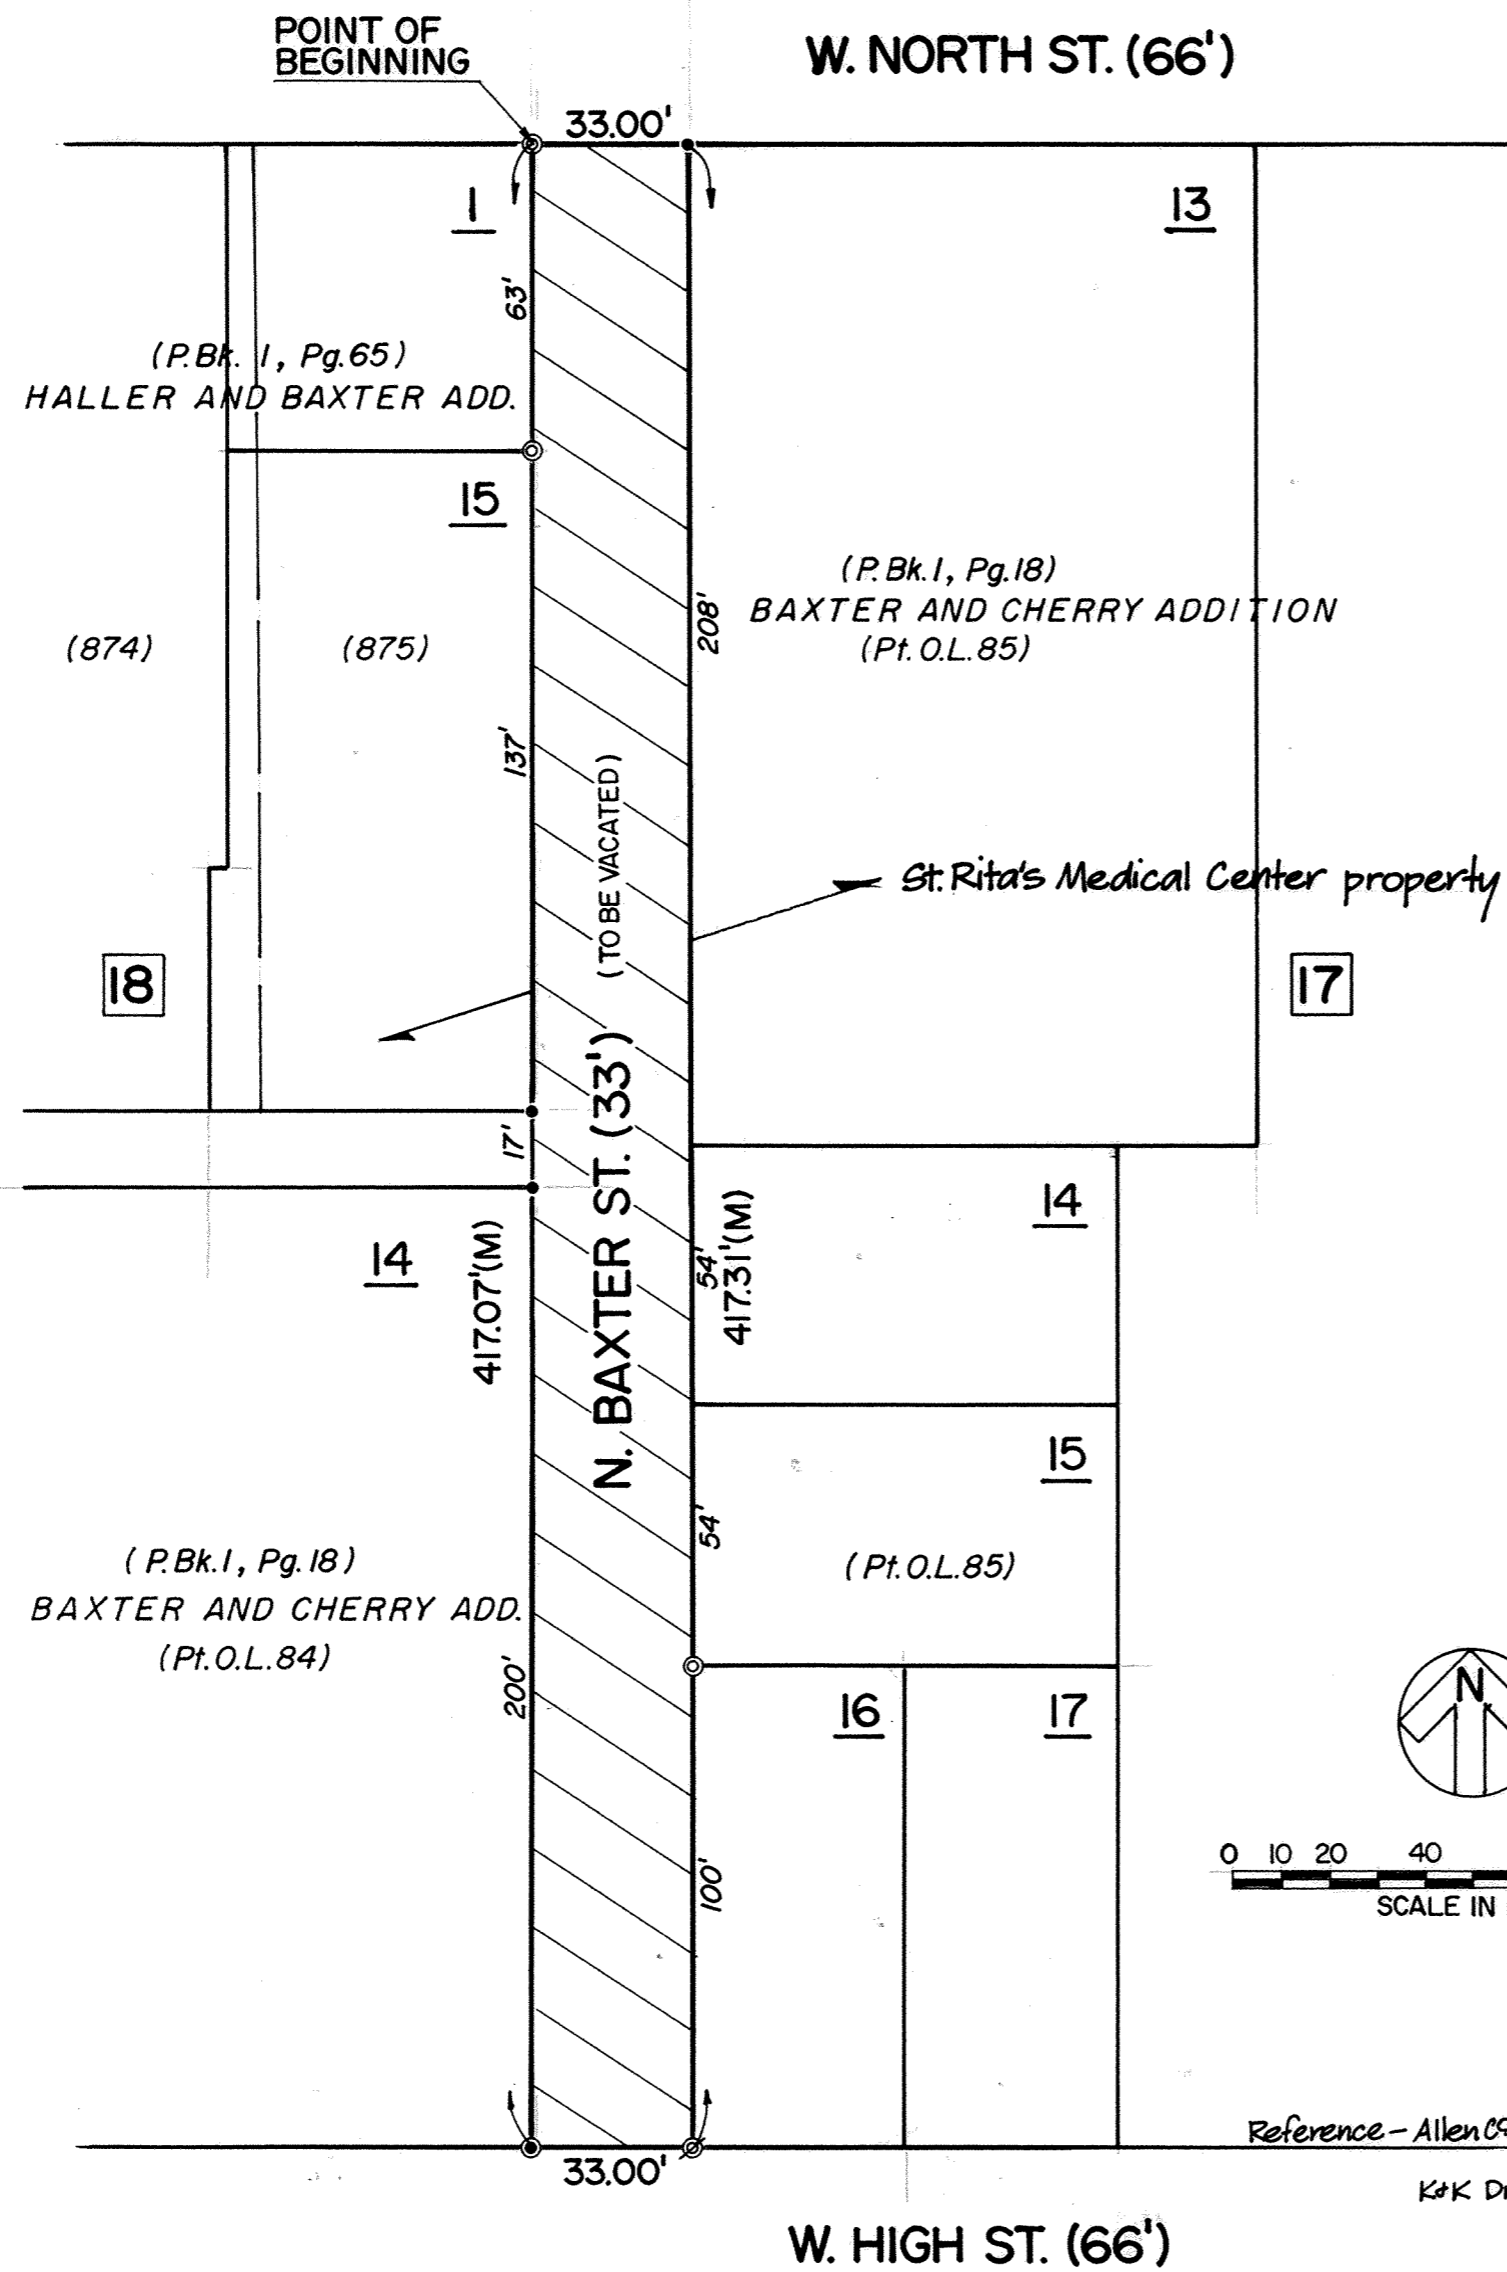 POINT OF
BEGINNING
W. NORTH ST. (66')
33.00'
1
13
63'
(P.Bk. 1, Pg.65)
HALLER AND BAXTER ADD.
15
(P.Bk.1, Pg.18)
BAXTER AND CHERRY ADDITION
(Pt. O.L.85)
208'
(874)
(875)
137'
(TO BE VACATED)
St. Rita's Medical Center property
18
17
N. BAXTER ST. (33')
17'
14
417.07'(M)
54'
417.31'(M)
14
15
54'
(Pt.O.L.85)
(P.Bk.1, Pg.18)
BAXTER AND CHERRY ADD.
(Pt.O.L.84)
200'
16
17
N
100'
0 10 20 40
SCALE IN
Reference - Allen Co
K&K Dr
33.00'
W. HIGH ST. (66')